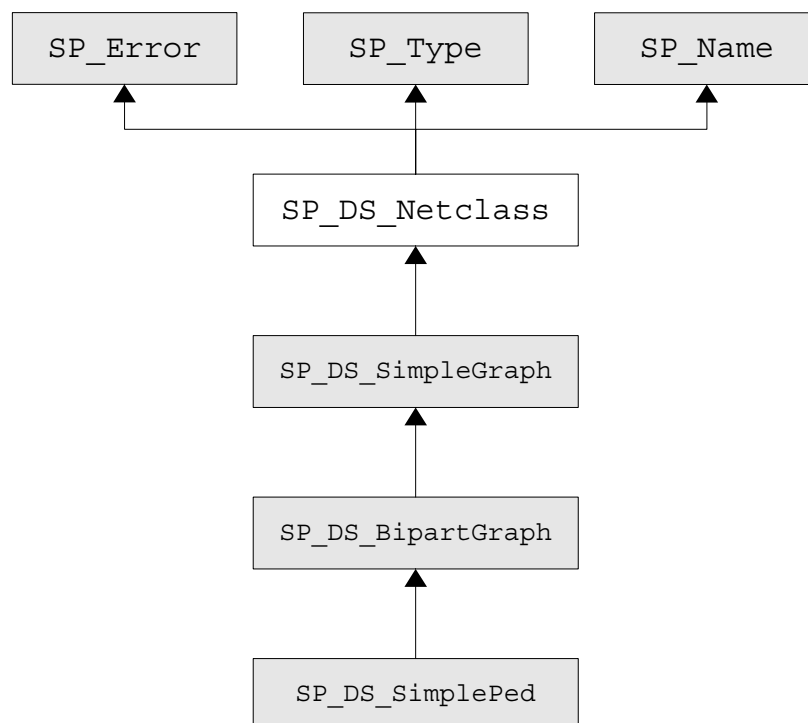 SP_Error
SP_Type
SP_Name
SP_DS_Netclass
SP_DS_SimpleGraph
SP_DS_BipartGraph
SP_DS_SimplePed